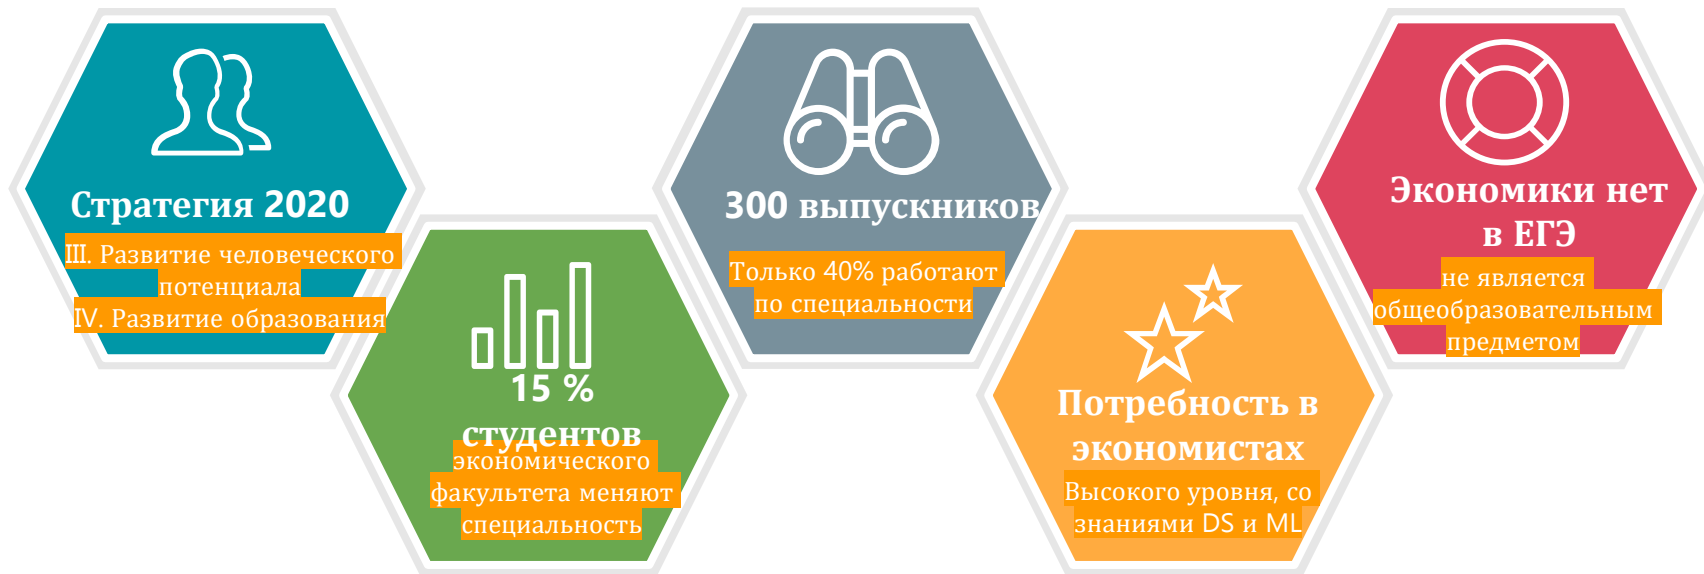 Стратегия 2020
III. Развитие человеческого
потенциала
IV. Развитие образования
15 %
студентов
экономического
факультета меняют
специальность
300 выпускников
Только 40% работают
по специальности
Потребность в
экономистах
Высокого уровня, со
знаниями DS и ML
Экономики нет
в ЕГЭ
не является
общеобразовательным
предметом